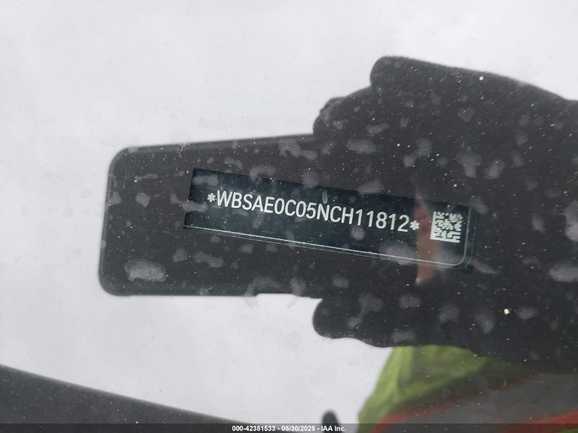 *WBSAE0C05NCH11812*
000-42381533 - 05/30/2025 - IAA Inc.